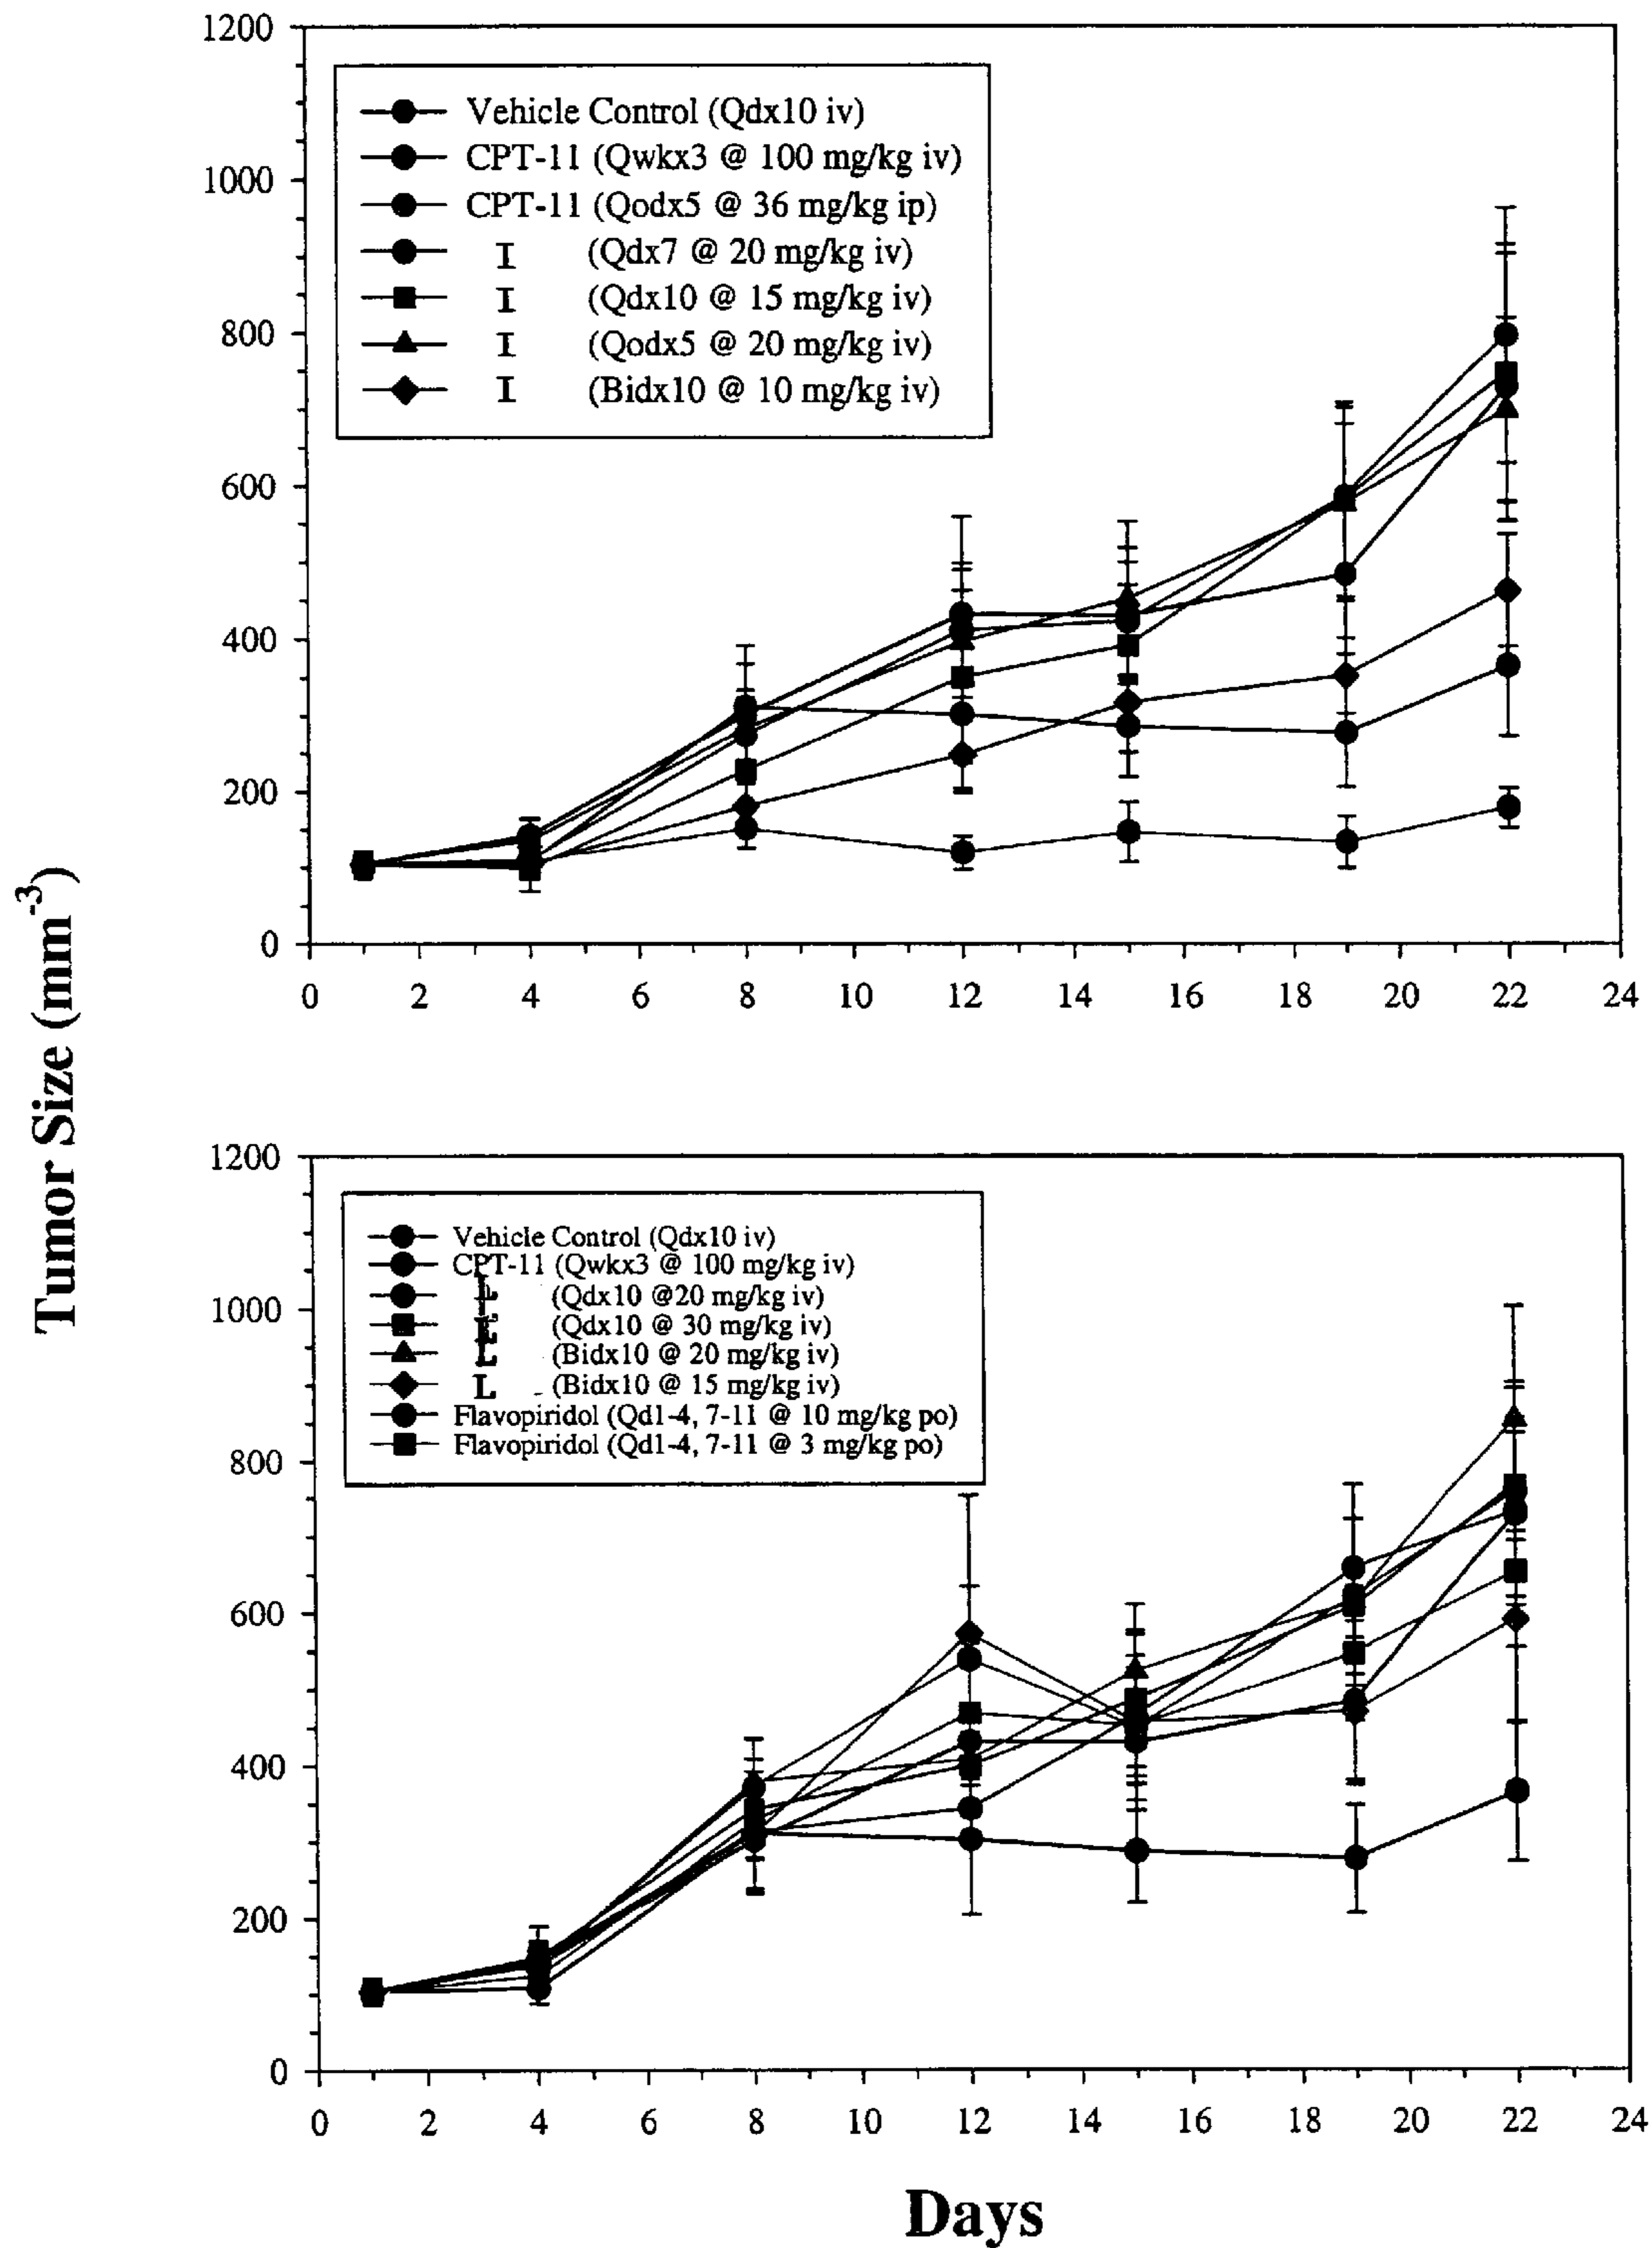 Tumor Size (mm-3)
1200
1000
800
600
400
200
0
Vehicle Control (Qdx10 iv)
CPT-11 (Qwkx3 @ 100 mg/kg iv)
CPT-11 (Qodx5 @ 36 mg/kg ip)
I (Qdx7 @ 20 mg/kg iv)
I (Qdx10 @ 15 mg/kg iv)
I (Qodx5 @ 20 mg/kg iv)
I (Bidx10 @ 10 mg/kg iv)
0 2 4 6 8 10 12 14 16 18 20 22 24
1200
1000
800
600
400
200
0
Vehicle Control (Qdx10 iv)
CPT-11 (Qwkx3 @ 100 mg/kg iv)
(Qdx10 @20 mg/kg iv)
(Qdx10 @ 30 mg/kg iv)
(Bidx10 @ 20 mg/kg iv)
L (Bidx10 @ 15 mg/kg iv)
Flavopiridol (Qd1-4, 7-11 @ 10 mg/kg po)
Flavopiridol (Qd1-4, 7-11 @ 3 mg/kg po)
0 2 4 6 8 10 12 14 16 18 20 22 24
Days